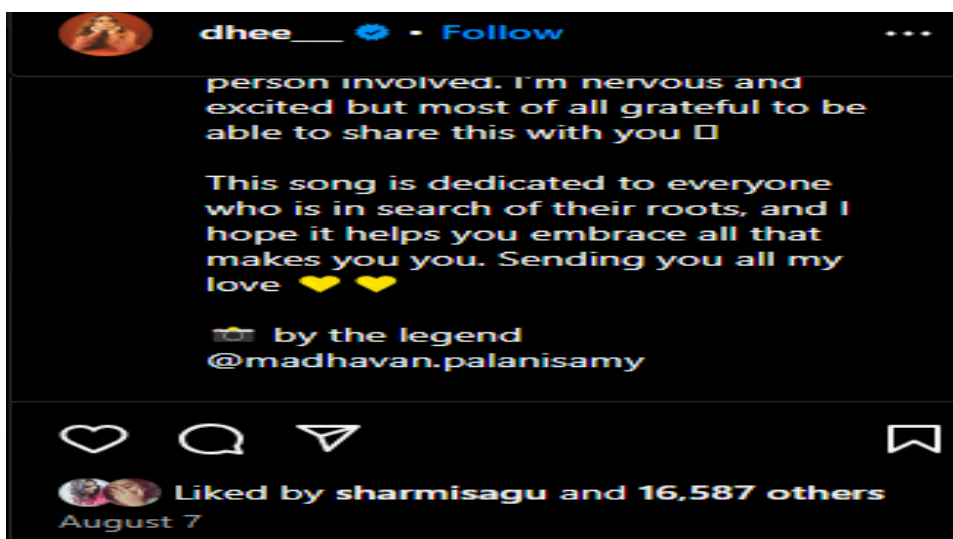 dhee___ • Follow
person involved. I'm nervous and
excited but most of all grateful to be
able to share this with you
This song is dedicated to everyone
who is in search of their roots, and I
hope it helps you embrace all that
makes you you. Sending you all my
love 💛 💛
📷 by the legend
@madhavan.palanisamy
Liked by sharmisagu and 16,587 others
August 7